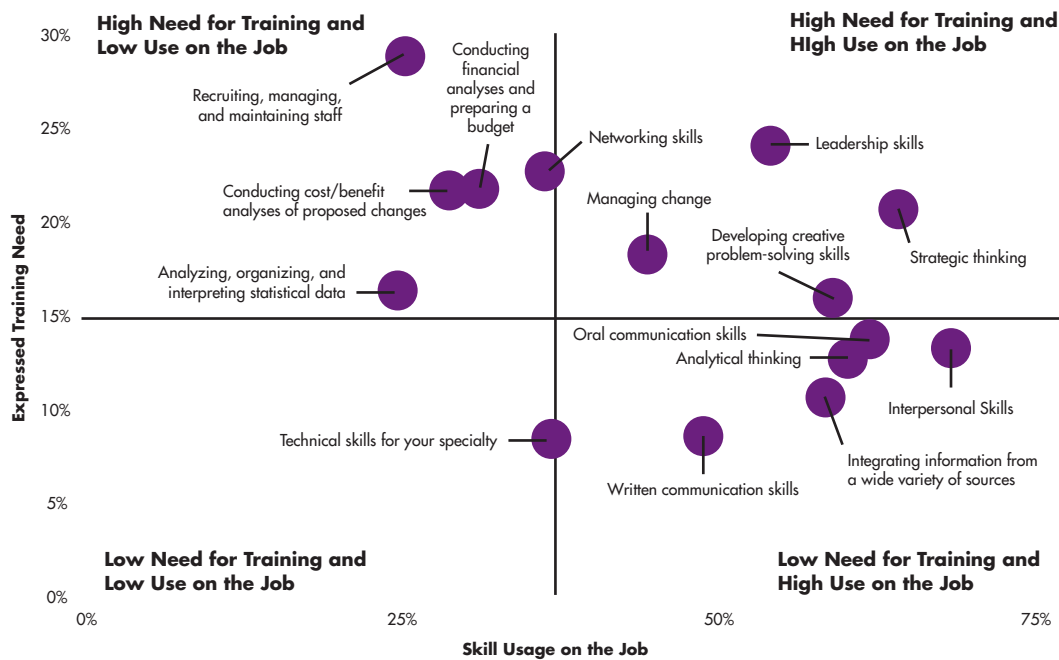 High Need for Training and
Low Use on the Job
High Need for Training and
HIgh Use on the Job
30%
25%
20%
15%
10%
5%
0%
Expressed Training Need
Recruiting, managing,
and maintaining staff
Conducting
financial
analyses and
preparing a
budget
Networking skills
Leadership skills
Conducting cost/benefit
analyses of proposed changes
Managing change
Developing creative
problem-solving skills
Strategic thinking
Analyzing, organizing, and
interpreting statistical data
Oral communication skills
Analytical thinking
Interpersonal Skills
Technical skills for your specialty
Written communication skills
Integrating information from
a wide variety of sources
Low Need for Training and
Low Use on the Job
Low Need for Training and
High Use on the Job
0%
25%
50%
75%
Skill Usage on the Job